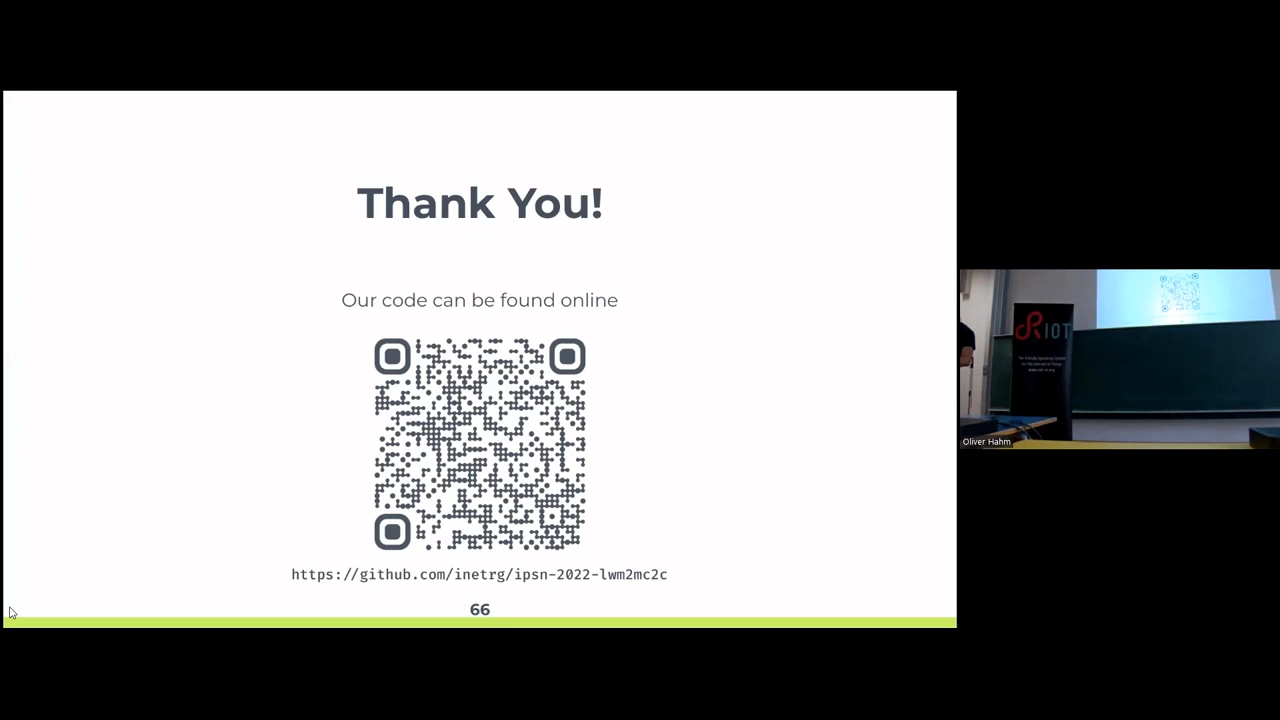 Thank You!
Our code can be found online
https://github.com/inetrg/ipsn-2022-lwm2mc2c
66
RIOT
Oliver Hahm